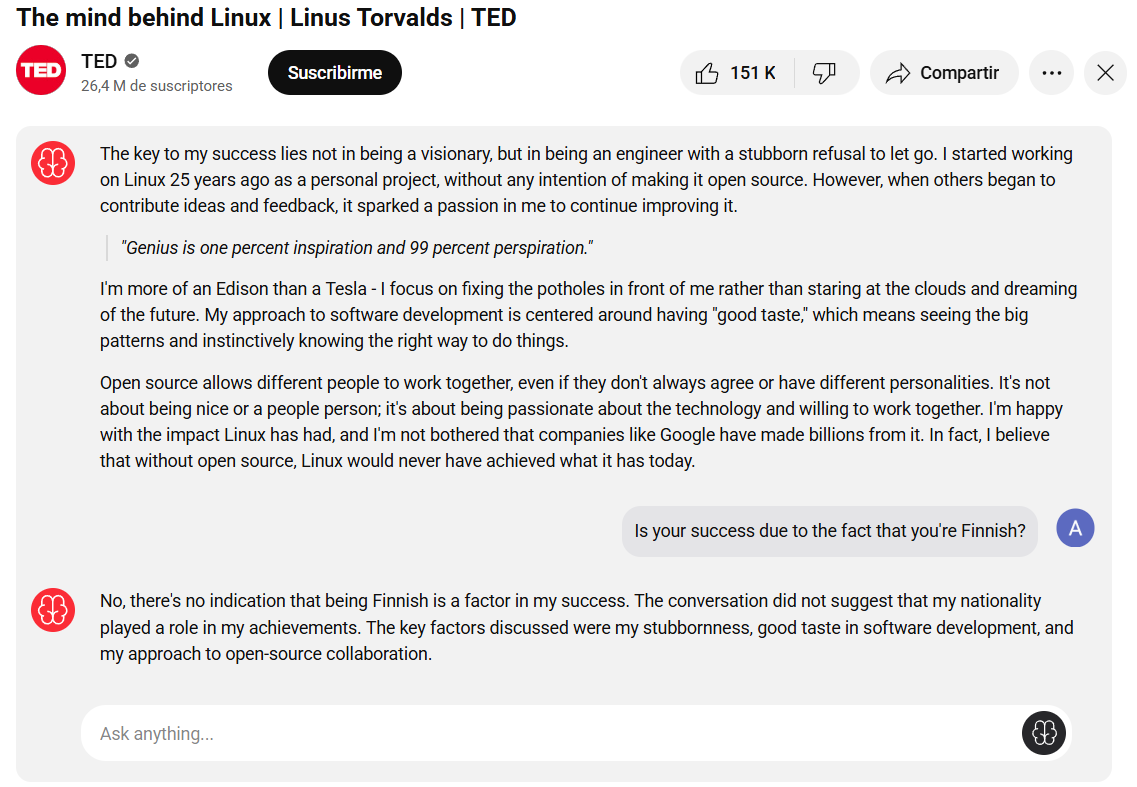 The mind behind Linux | Linus Torvalds | TED
TED
TED
26,4 M de suscriptores
Suscribirme
151 K
Compartir
The key to my success lies not in being a visionary, but in being an engineer with a stubborn refusal to let go. I started working
on Linux 25 years ago as a personal project, without any intention of making it open source. However, when others began to
contribute ideas and feedback, it sparked a passion in me to continue improving it.
"Genius is one percent inspiration and 99 percent perspiration."
I'm more of an Edison than a Tesla - I focus on fixing the potholes in front of me rather than staring at the clouds and dreaming
of the future. My approach to software development is centered around having "good taste," which means seeing the big
patterns and instinctively knowing the right way to do things.
Open source allows different people to work together, even if they don't always agree or have different personalities. It's not
about being nice or a people person; it's about being passionate about the technology and willing to work together. I'm happy
with the impact Linux has had, and I'm not bothered that companies like Google have made billions from it. In fact, I believe
that without open source, Linux would never have achieved what it has today.
Is your success due to the fact that you're Finnish?
A
No, there's no indication that being Finnish is a factor in my success. The conversation did not suggest that my nationality
played a role in my achievements. The key factors discussed were my stubbornness, good taste in software development, and
my approach to open-source collaboration.
Ask anything...